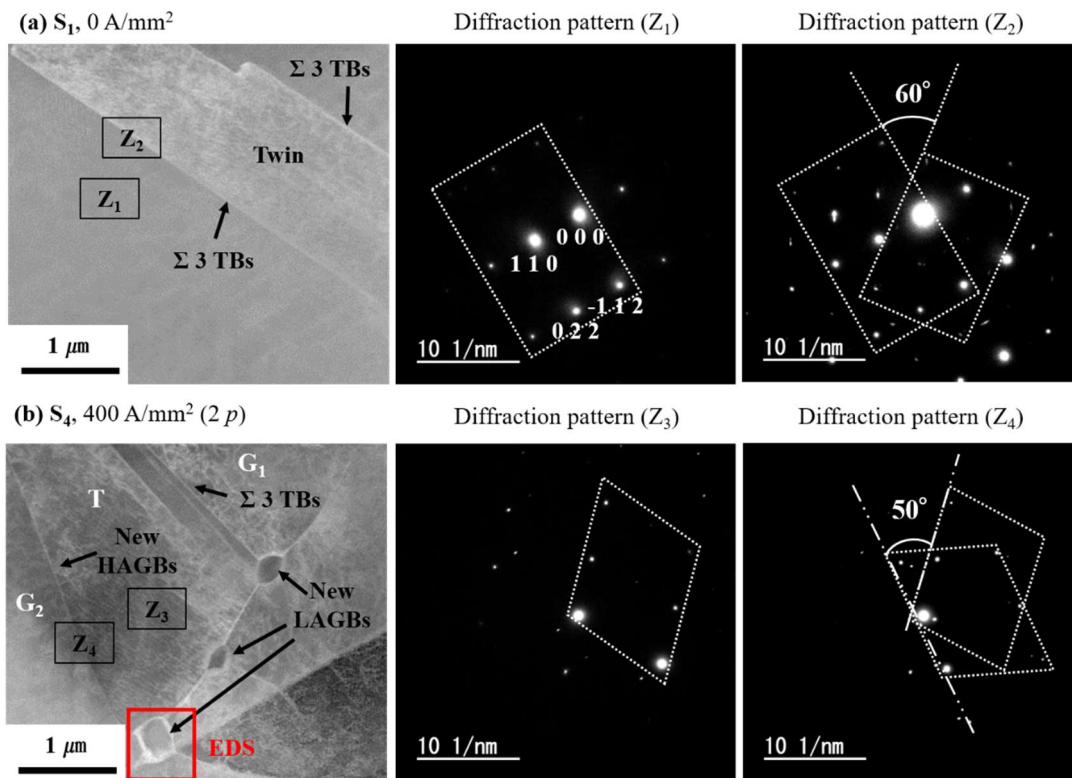 (a) S₁, 0 A/mm²
Diffraction pattern (Z₁)
Diffraction pattern (Z₂)
Σ 3 TBs
Z₂
Twin
Z₁
Σ 3 TBs
1 μm
0 0 0
1 1 0
-1 1 2
0 2 2
10 1/nm
60°
10 1/nm
(b) S₄, 400 A/mm² (2 p)
Diffraction pattern (Z₃)
Diffraction pattern (Z₄)
G₁
Σ 3 TBs
T
New
HAGBs
New
LAGBs
G₂
Z₃
Z₄
EDS
1 μm
10 1/nm
50°
10 1/nm